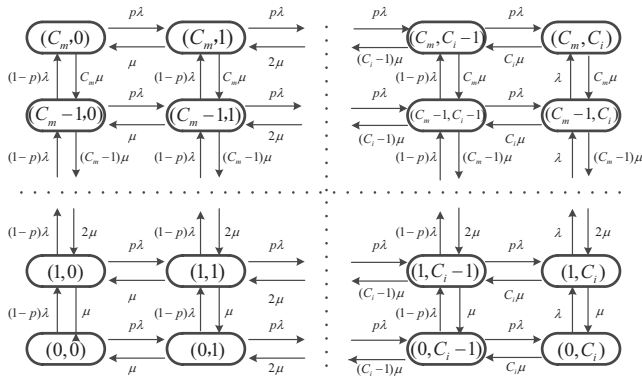 pλ pλ pλ pλ
(C_m,0) (C_m,1) (C_m,C_i−1) (C_m,C_i)
μ 2μ (C_i−1)μ C_iμ
(1−p)λ C_mμ (1−p)λ C_mμ (1−p)λ C_mμ λ C_mμ
pλ pλ pλ pλ
(C_m−1,0) (C_m−1,1) (C_m−1,C_i−1) (C_m−1,C_i)
μ 2μ (C_i−1)μ C_iμ
(1−p)λ (C_m−1)μ (1−p)λ (C_m−1)μ (1−p)λ (C_m−1)μ λ (C_m−1)μ
(1−p)λ 2μ (1−p)λ 2μ (1−p)λ 2μ λ 2μ
pλ pλ pλ pλ
(1,0) (1,1) (1,C_i−1) (1,C_i)
μ 2μ (C_i−1)μ C_iμ
(1−p)λ μ (1−p)λ μ (1−p)λ μ λ μ
pλ pλ pλ pλ
(0,0) (0,1) (0,C_i−1) (0,C_i)
μ 2μ (C_i−1)μ C_iμ